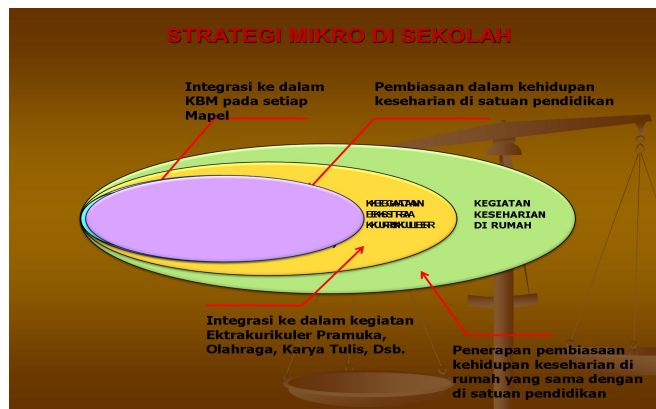 STRATEGI MIKRO DI SEKOLAH
Integrasi ke dalam
KBM pada setiap
Mapel
Pembiasaan dalam kehidupan
keseharian di satuan pendidikan
KEGIATAN
EKSTRA
KURIKULER
KEGIATAN
KESEHARIAN
DI RUMAH
Integrasi ke dalam kegiatan
Ektrakurikuler Pramuka,
Olahraga, Karya Tulis, Dsb.
Penerapan pembiasaan
kehidupan keseharian di
rumah yang sama dengan
di satuan pendidikan